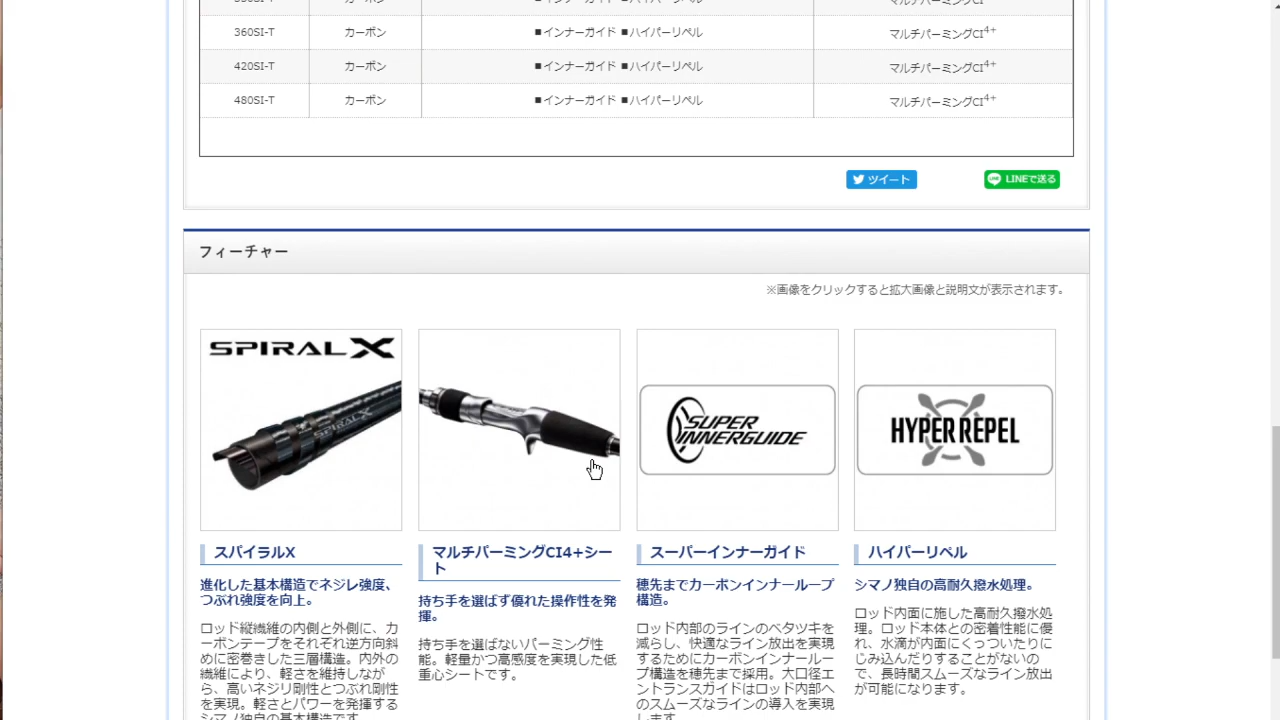 360SI-T カーボン ■インナーガイド ■ハイパーリペル マルチパーミングCI4+
420SI-T カーボン ■インナーガイド ■ハイパーリペル マルチパーミングCI4+
480SI-T カーボン ■インナーガイド ■ハイパーリペル マルチパーミングCI4+
ツイート
LINEで送る
フィーチャー
※画像をクリックすると拡大画像と説明文が表示されます。
SPIRAL X
SPIRAL X
スパイラルX
進化した基本構造でネジレ強度、
つぶれ強度を向上。
ロッド縦繊維の内側と外側に、カ
ーボンテープをそれぞれ逆方向斜
めに密巻きした三層構造。内外の
繊維により、軽さを維持しなが
ら、高いネジリ剛性とつぶれ剛性
を実現。軽さとパワーを発揮する
シマノ独自の基本構造です。
マルチパーミングCI4+シー
ト
持ち手を選ばず優れた操作性を発
揮。
持ち手を選ばないパーミング性
能。軽量かつ高感度を実現した低
重心シートです。
SUPER
INNERGUIDE
スーパーインナーガイド
穂先までカーボンインナーループ
構造。
ロッド内部のラインのベタツキを
減らし、快適なライン放出を実現
するためにカーボンインナールー
プ構造を穂先まで採用。大口径エ
ントランスガイドはロッド内部へ
のスムーズなラインの導入を実現
します。
HYPER REPEL
ハイパーリペル
シマノ独自の高耐久撥水処理。
ロッド内面に施した高耐久撥水処
理。ロッド本体との密着性能に優
れ、水滴が内面にくっついたりに
じみ込んだりすることがないの
で、長時間スムーズなライン放出
が可能になります。